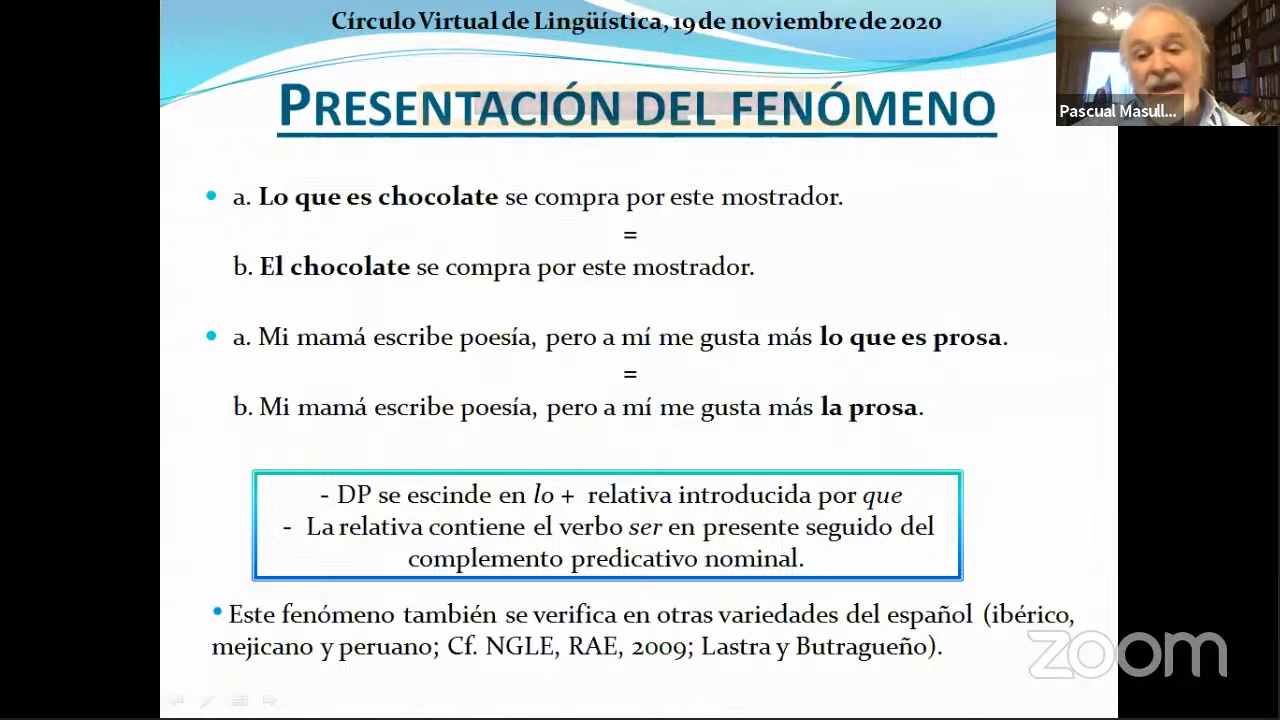 Círculo Virtual de Lingüística, 19 de noviembre de 2020
PRESENTACIÓN DEL FENÓMENO
Pascual Masull...
• a. Lo que es chocolate se compra por este mostrador.
=
b. El chocolate se compra por este mostrador.
• a. Mi mamá escribe poesía, pero a mí me gusta más lo que es prosa.
=
b. Mi mamá escribe poesía, pero a mí me gusta más la prosa.
- DP se escinde en lo + relativa introducida por que
- La relativa contiene el verbo ser en presente seguido del
complemento predicativo nominal.
• Este fenómeno también se verifica en otras variedades del español (ibérico,
mejicano y peruano; Cf. NGLE, RAE, 2009; Lastra y Butragueño).
zoom